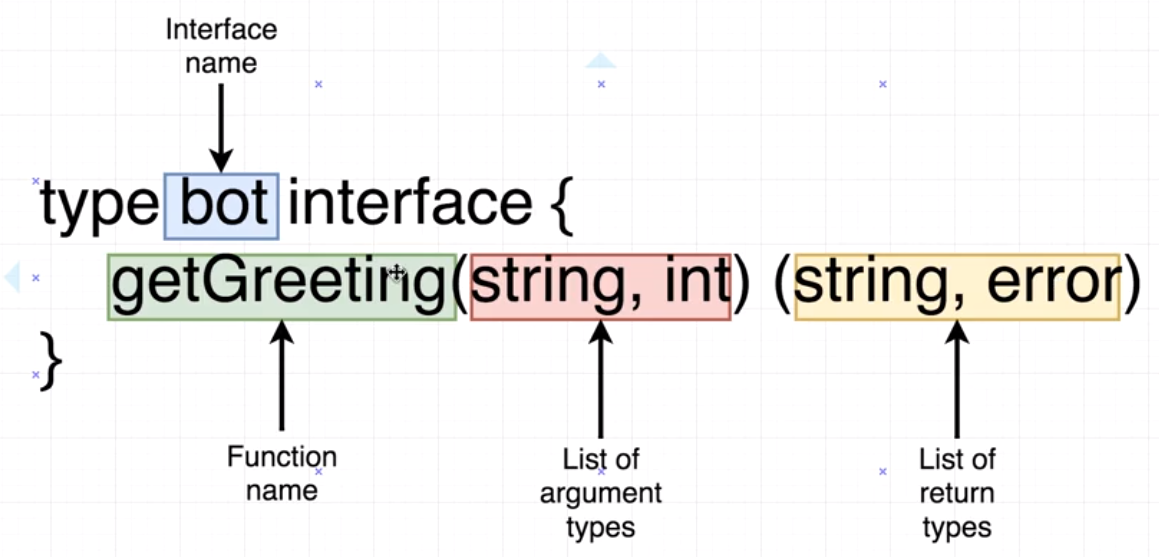 Interface
name
type bot interface {
getGreeting(string, int) (string, error)
}
Function
name
List of
argument
types
List of
return
types